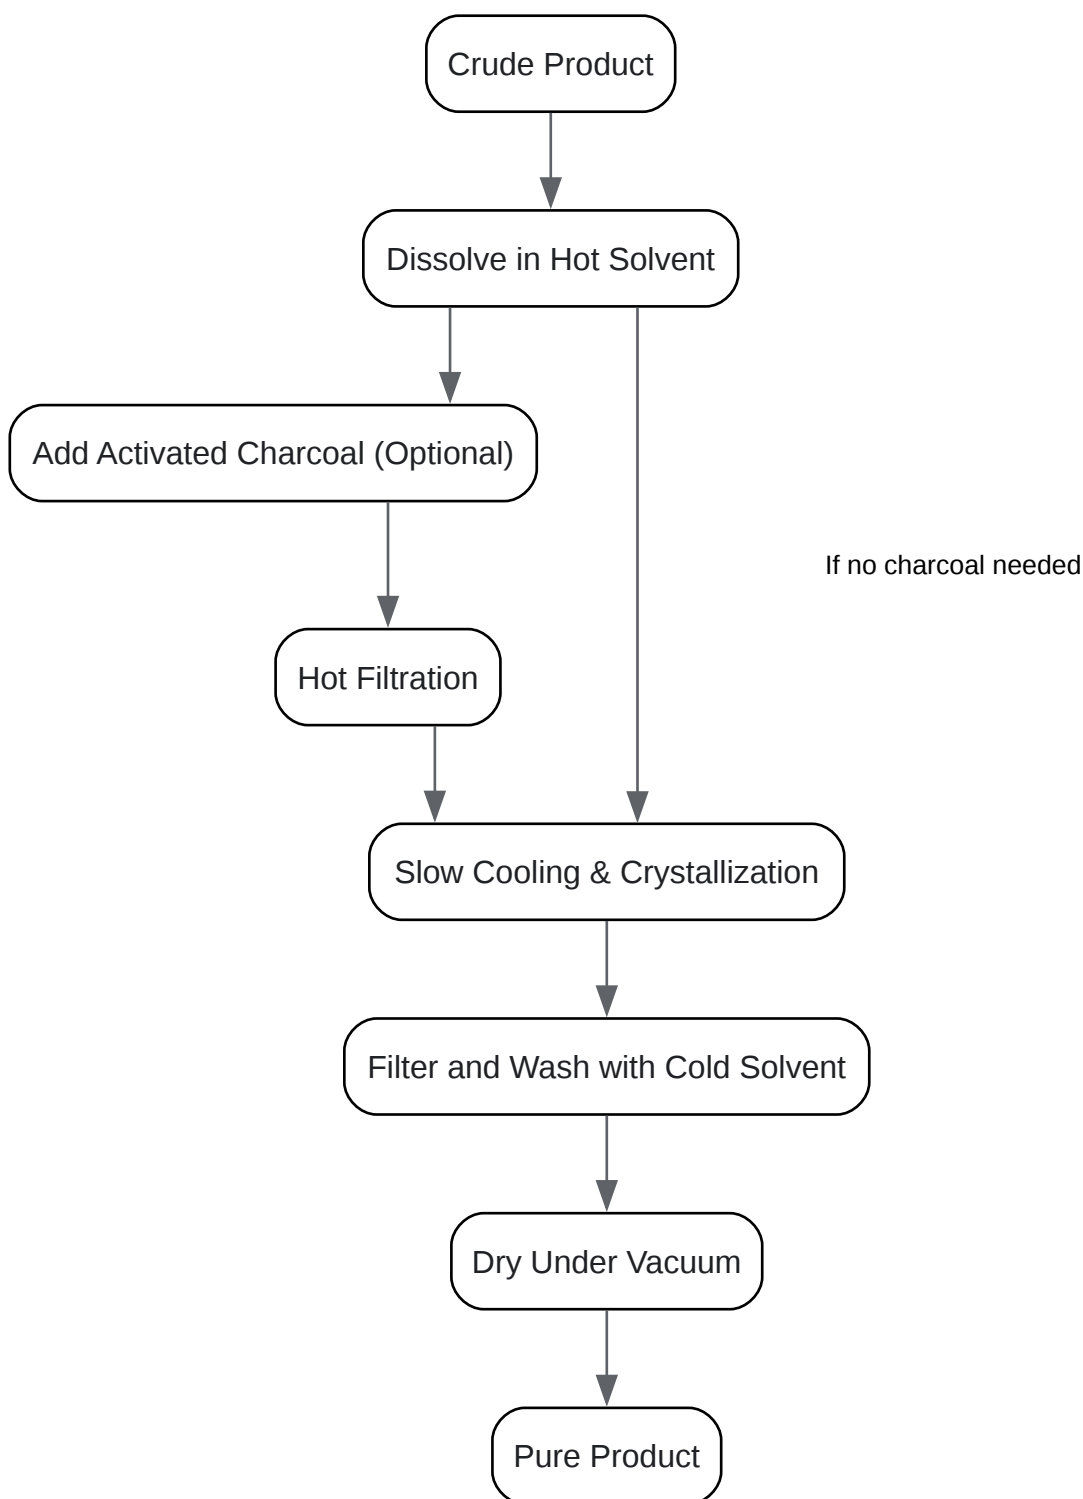 Crude Product
Dissolve in Hot Solvent
Add Activated Charcoal (Optional)
If no charcoal needed
Hot Filtration
Slow Cooling & Crystallization
Filter and Wash with Cold Solvent
Dry Under Vacuum
Pure Product